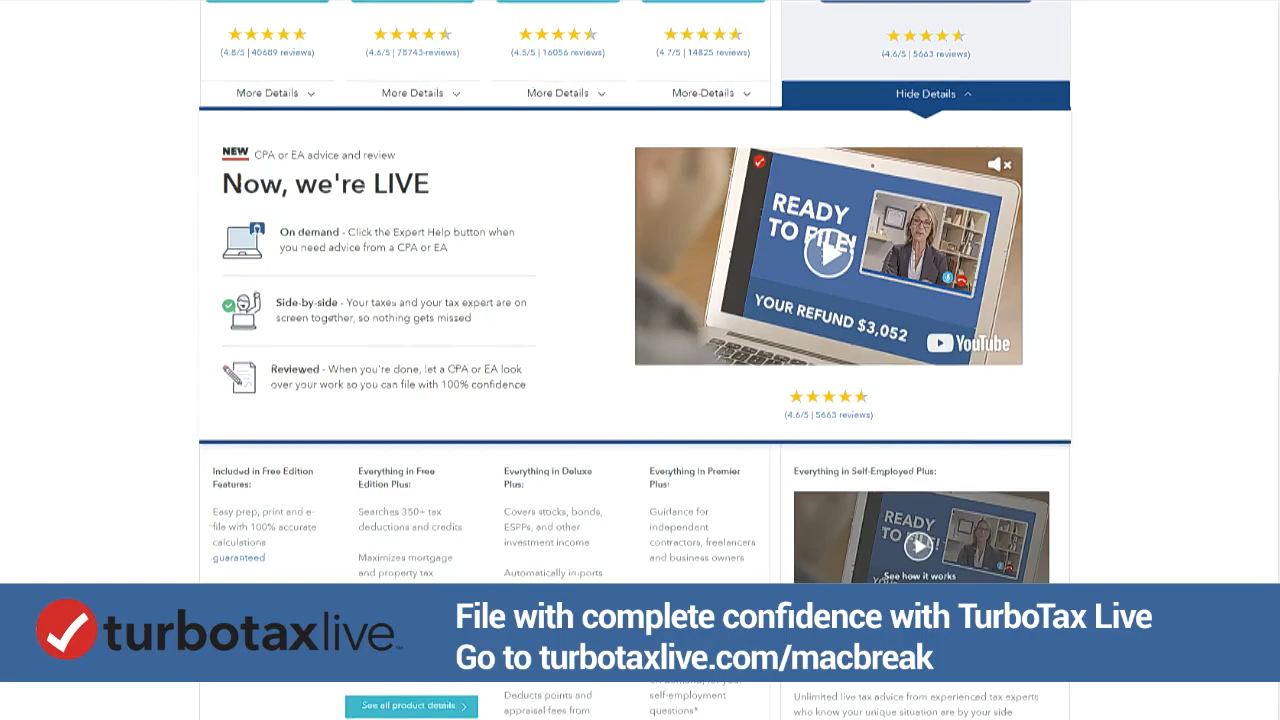 (4.8/5 | 40689 reviews)
(4.6/5 | 78743 reviews)
(4.5/5 | 16056 reviews)
(4.7/5 | 14825 reviews)
(4.6/5 | 5663 reviews)
More Details
More Details
More Details
More Details
Hide Details
NEW CPA or EA advice and review
Now, we're LIVE
On demand - Click the Expert Help button when
you need advice from a CPA or EA
Side-by-side - Your taxes and your tax expert are on
screen together, so nothing gets missed
Reviewed - When you're done, let a CPA or EA look
over your work so you can file with 100% confidence
READY
TO FILE!
YOUR REFUND $3,052
YouTube
(4.6/5 | 5663 reviews)
Included in Free Edition
Features:
Easy prep, print and e-
file with 100% accurate
calculations
guaranteed
Everything in Free
Edition Plus:
Searches 350+ tax
deductions and credits
Maximizes mortgage
and property tax
See all product details
Everything in Deluxe
Plus:
Covers stocks, bonds,
ESPPs, and other
investment income
Automatically imports
Deducts points and
appraisal fees from
Everything in Premier
Plus:
Guidance for
independent
contractors, freelancers
and business owners
self-employment
questions*
Everything in Self-Employed Plus:
READY
TO FILE!
See how it works
Unlimited live tax advice from experienced tax experts
who know your unique situation are by your side
turbotaxlive™
File with complete confidence with TurboTax Live
Go to turbotaxlive.com/macbreak